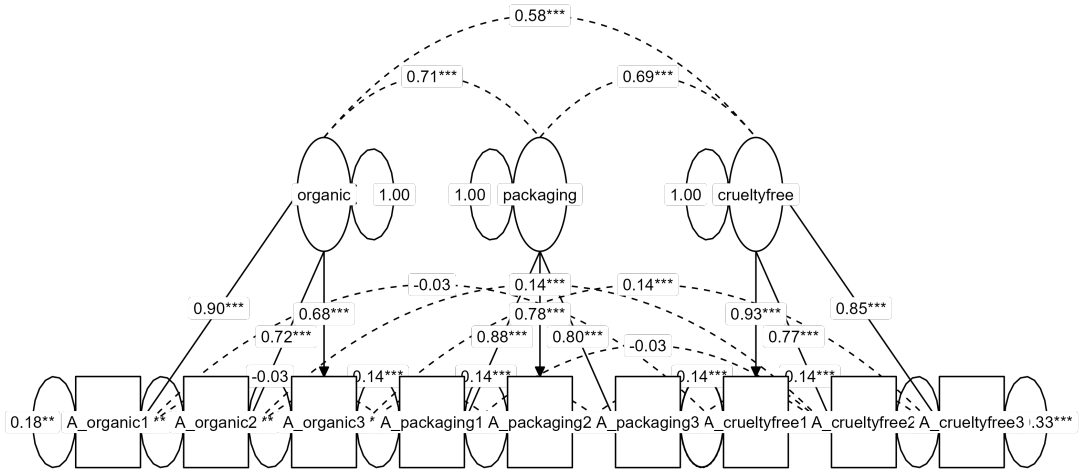 0.58***
0.71*** 0.69***
organic 1.00 1.00 packaging 1.00 crueltyfree
-0.03 0.14*** 0.14***
0.90*** 0.68*** 0.78*** 0.93*** 0.85***
0.72*** 0.88*** 0.80*** 0.77***
-0.03
-0.03 0.14*** 0.14*** 0.14*** 0.14***
0.18** A_organic1 ** A_organic2 ** A_organic3 * A_packaging1 A_packaging2 A_packaging3 A_crueltyfree1 A_crueltyfree2 A_crueltyfree3 .33***